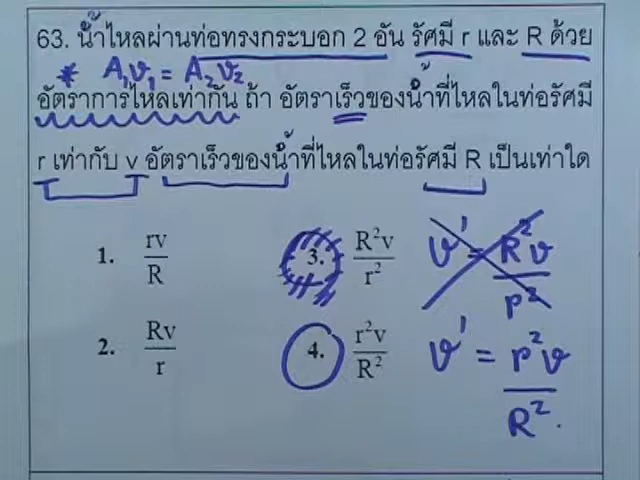 63. น้ำไหลผ่านท่อทรงกระบอก 2 อัน รัศมี r และ R ด้วย
* A₁v₁ = A₂v₂
อัตราการไหลเท่ากัน ถ้า อัตราเร็วของน้ำที่ไหลในท่อรัศมี
r เท่ากับ v อัตราเร็วของน้ำที่ไหลในท่อรัศมี R เป็นเท่าใด
1. rv/R
2. Rv/r
3. R²v/r²
v' = R²v/r²
4. r²v/R²
v' = r²v/R².